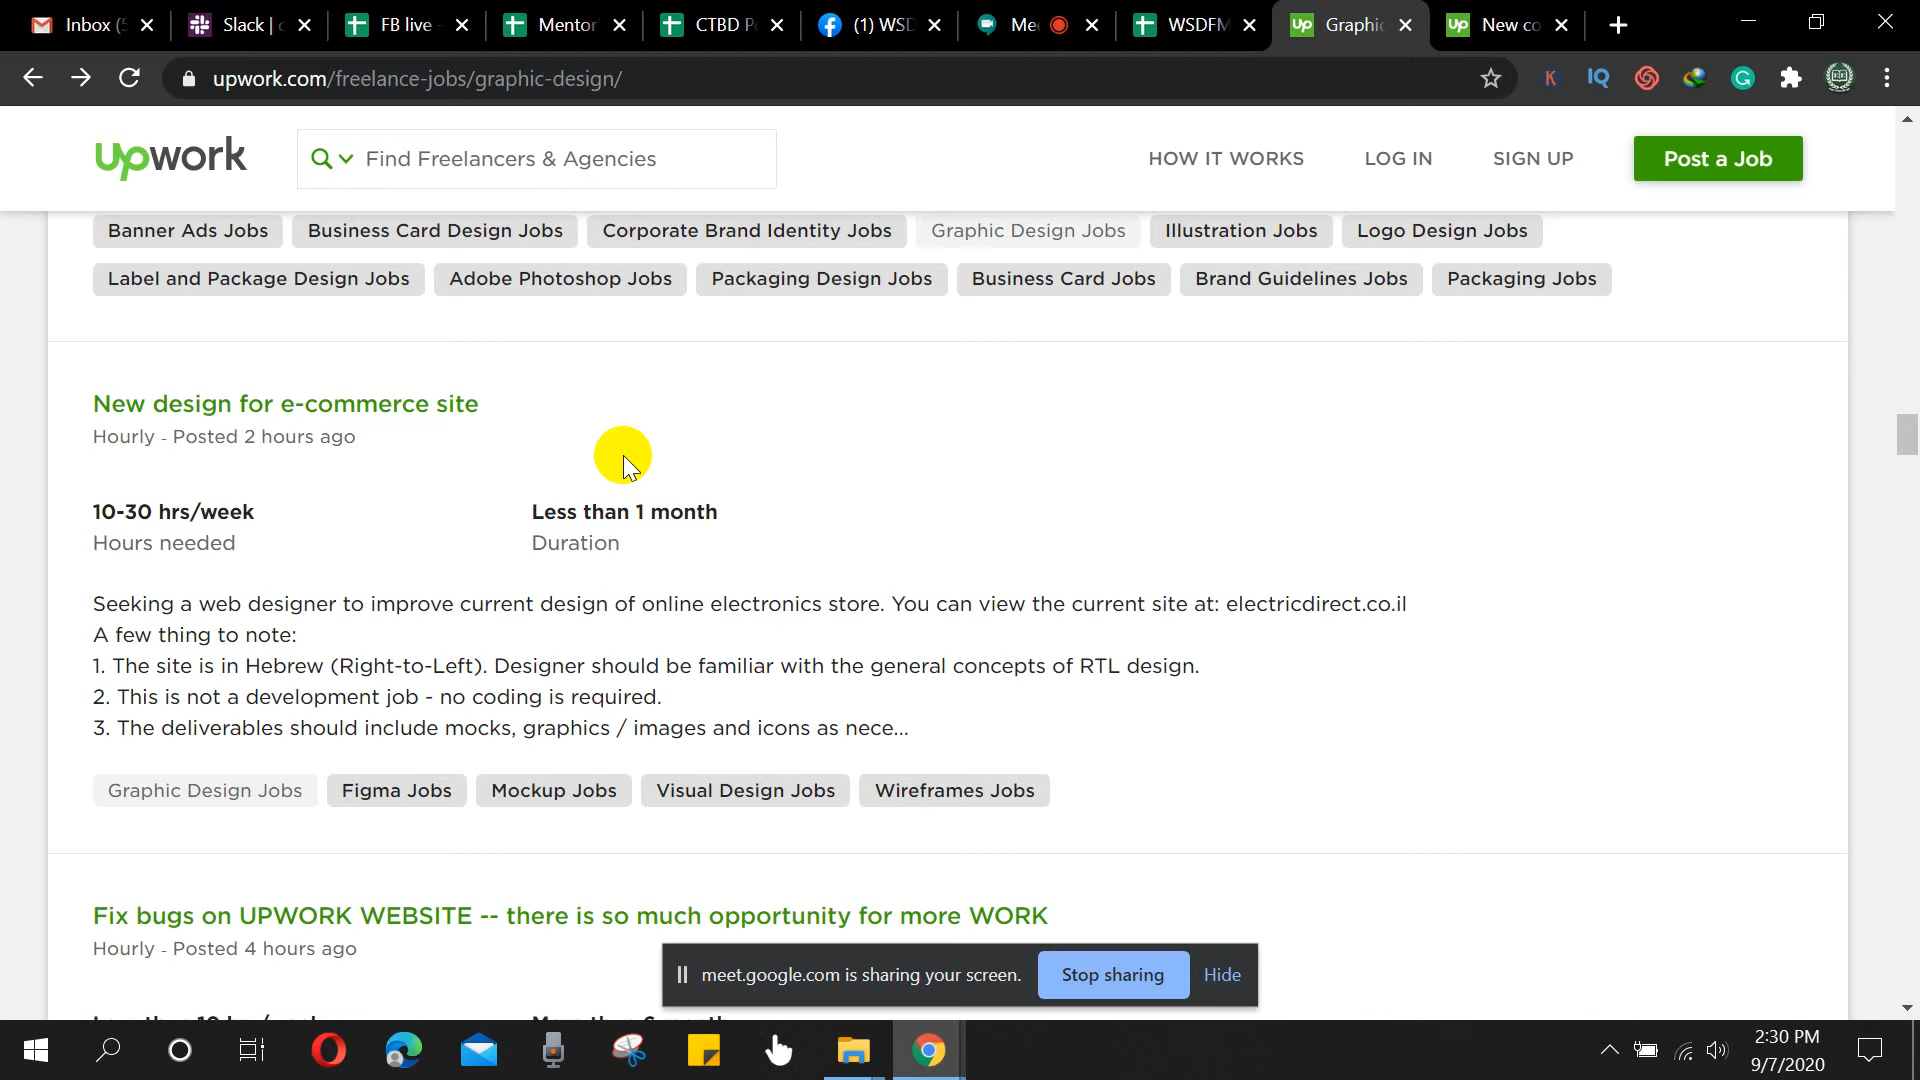 Inbox (5
Slack | c
FB live -
Mentor
CTBD P
(1) WSD
Me
WSDFM
Graphic
New co
upwork.com/freelance-jobs/graphic-design/
upwork
Find Freelancers & Agencies
HOW IT WORKS
LOG IN
SIGN UP
Post a Job
Banner Ads Jobs
Business Card Design Jobs
Corporate Brand Identity Jobs
Graphic Design Jobs
Illustration Jobs
Logo Design Jobs
Label and Package Design Jobs
Adobe Photoshop Jobs
Packaging Design Jobs
Business Card Jobs
Brand Guidelines Jobs
Packaging Jobs
New design for e-commerce site
Hourly - Posted 2 hours ago
10-30 hrs/week
Less than 1 month
Hours needed
Duration
Seeking a web designer to improve current design of online electronics store. You can view the current site at: electricdirect.co.il
A few thing to note:
1. The site is in Hebrew (Right-to-Left). Designer should be familiar with the general concepts of RTL design.
2. This is not a development job - no coding is required.
3. The deliverables should include mocks, graphics / images and icons as nece...
Graphic Design Jobs
Figma Jobs
Mockup Jobs
Visual Design Jobs
Wireframes Jobs
Fix bugs on UPWORK WEBSITE -- there is so much opportunity for more WORK
Hourly - Posted 4 hours ago
meet.google.com is sharing your screen.
Stop sharing
Hide
2:30 PM
9/7/2020